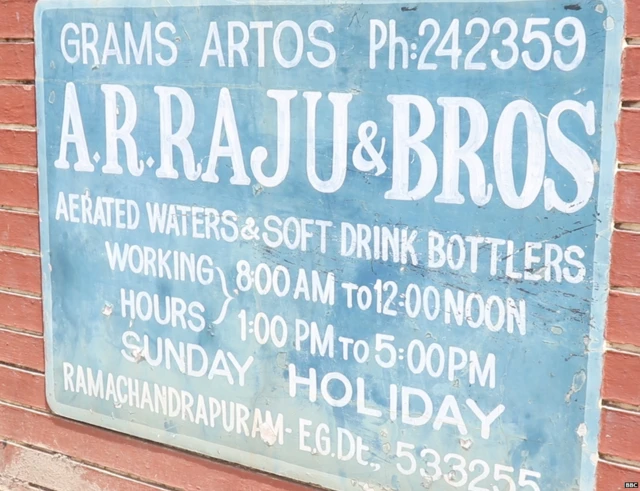 GRAMS ARTOS Ph:242359
A.R.RAJU & BROS
AERATED WATERS & SOFT DRINK BOTTLERS
WORKING HOURS } 8:00 AM TO 12:00 NOON
1:00 PM TO 5:00 PM
SUNDAY HOLIDAY
RAMACHANDRAPURAM - E.G.Dt., 533255
BBC